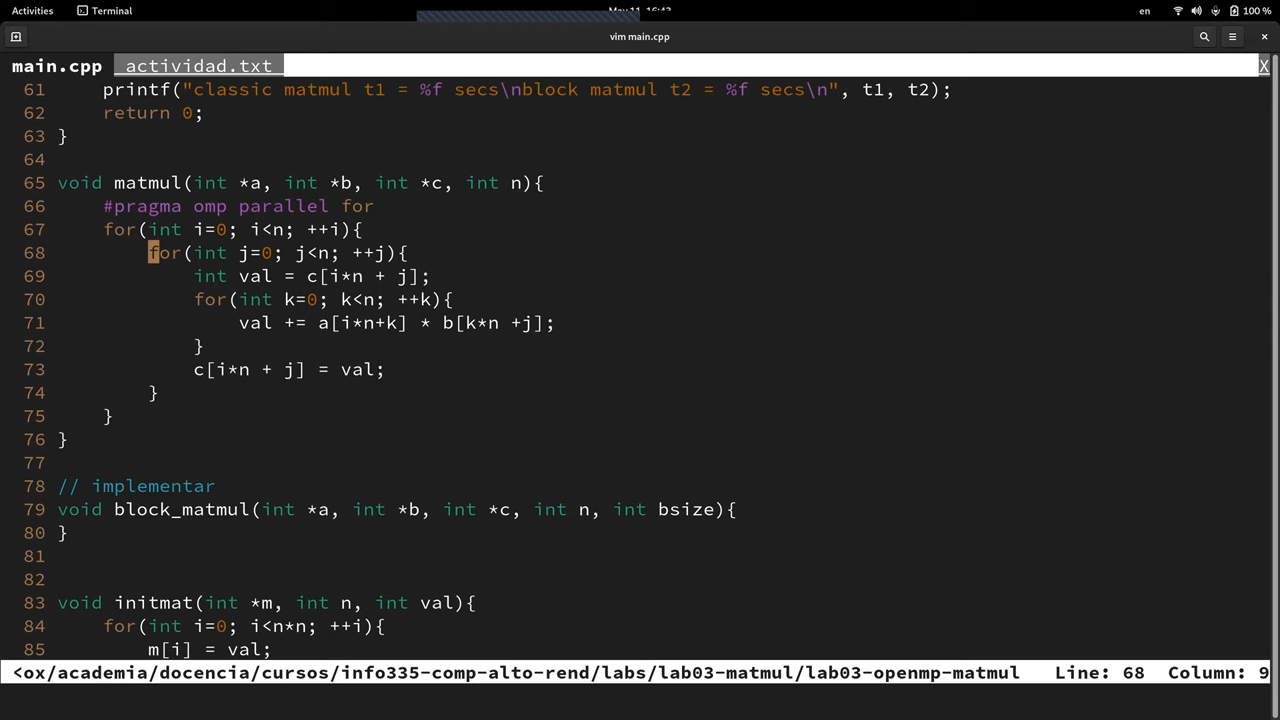 Activities Terminal May 11 16:43 en 100 %
vim main.cpp
main.cpp actividad.txt X
61 printf("classic matmul t1 = %f secs\nblock matmul t2 = %f secs\n", t1, t2);
62 return 0;
63 }
64
65 void matmul(int *a, int *b, int *c, int n){
66 #pragma omp parallel for
67 for(int i=0; i<n; ++i){
68 for(int j=0; j<n; ++j){
69 int val = c[i*n + j];
70 for(int k=0; k<n; ++k){
71 val += a[i*n+k] * b[k*n +j];
72 }
73 c[i*n + j] = val;
74 }
75 }
76 }
77
78 // implementar
79 void block_matmul(int *a, int *b, int *c, int n, int bsize){
80 }
81
82
83 void initmat(int *m, int n, int val){
84 for(int i=0; i<n*n; ++i){
85 m[i] = val;
<ox/academia/docencia/cursos/info335-comp-alto-rend/labs/lab03-matmul/lab03-openmp-matmul Line: 68 Column: 9